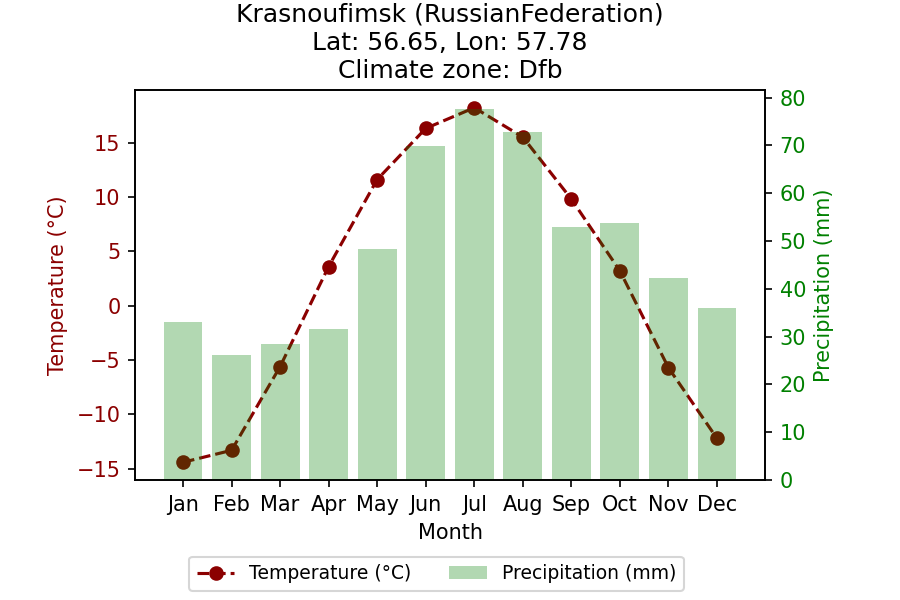 Krasnoufimsk (RussianFederation)
Lat: 56.65, Lon: 57.78
Climate zone: Dfb
Temperature (°C)
15
10
5
0
−5
−10
−15
80
70
60
50
40
30
20
10
0
Precipitation (mm)
Jan Feb Mar Apr May Jun Jul Aug Sep Oct Nov Dec
Month
Temperature (°C) Precipitation (mm)